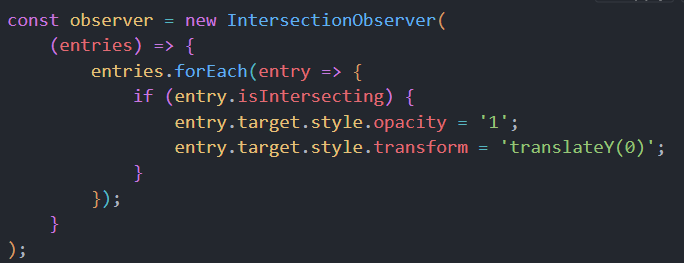 const observer = new IntersectionObserver(
    (entries) => {
        entries.forEach(entry => {
            if (entry.isIntersecting) {
                entry.target.style.opacity = '1';
                entry.target.style.transform = 'translateY(0)';
            }
        });
    }
);